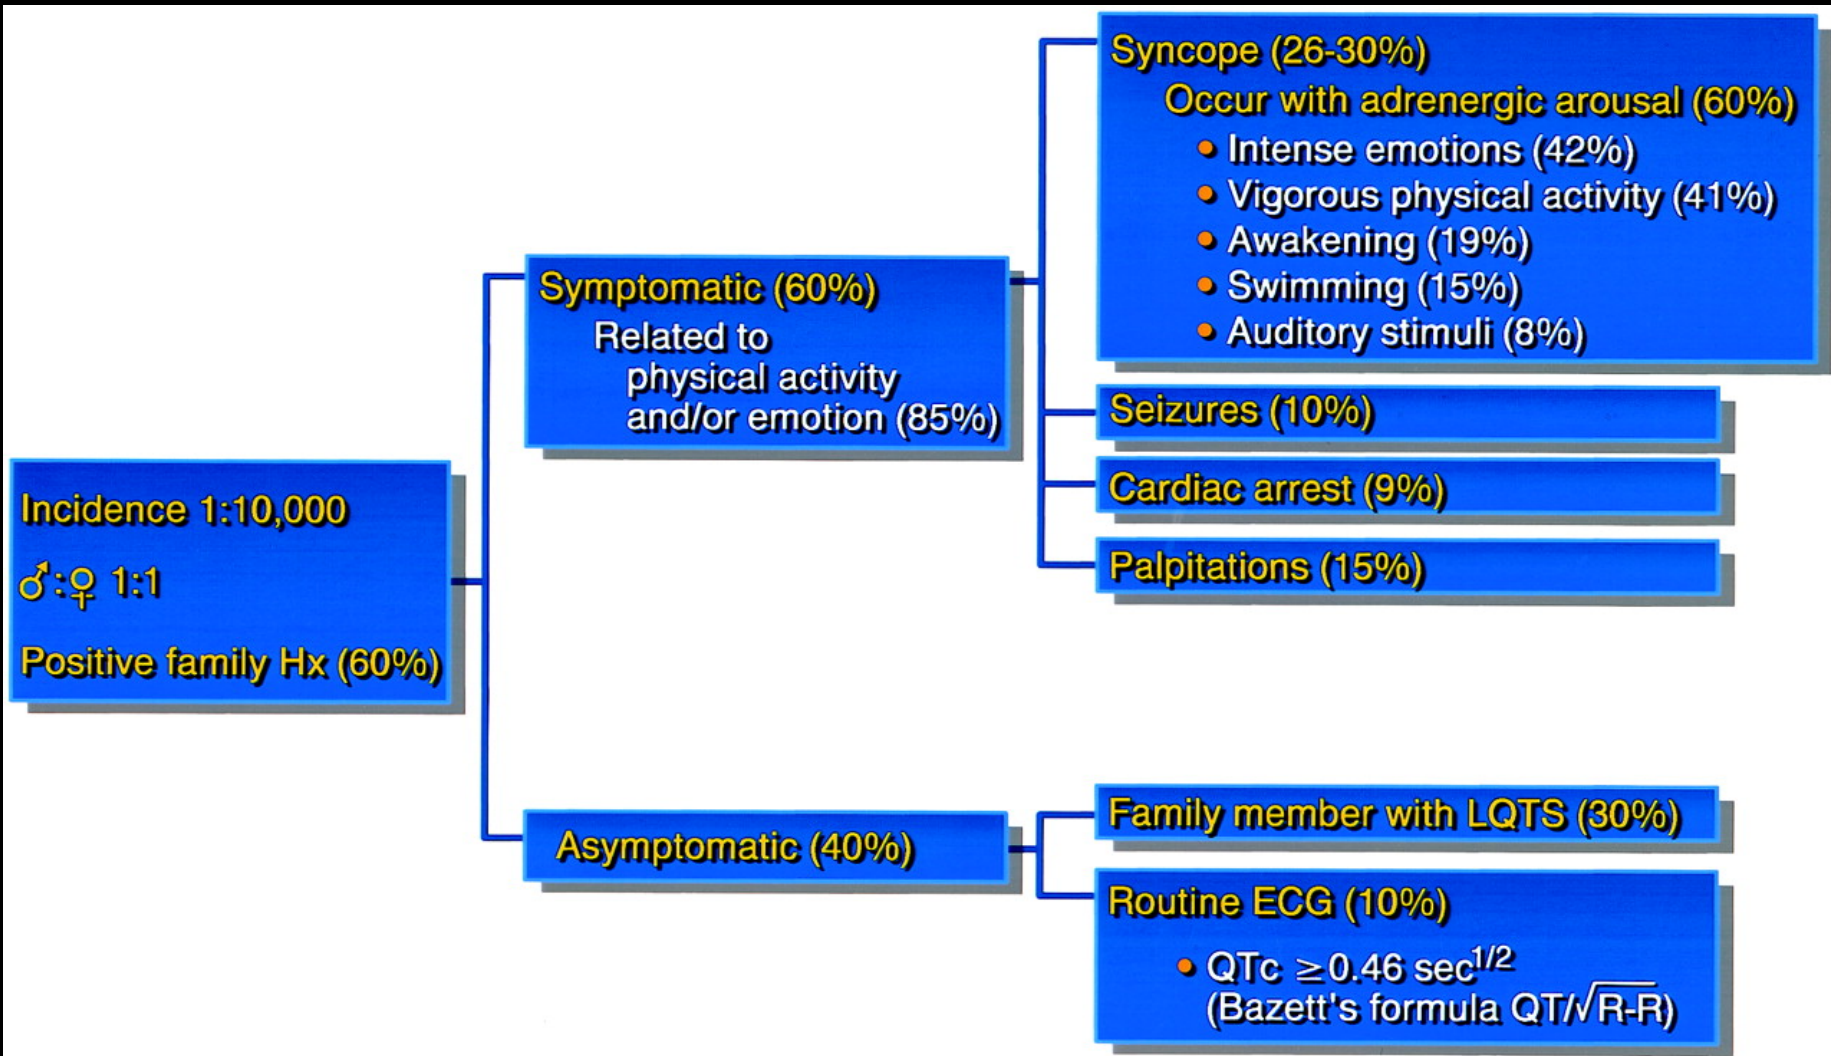 Incidence 1:10,000
♂:♀ 1:1
Positive family Hx (60%)
Symptomatic (60%)
Related to
physical activity
and/or emotion (85%)
Asymptomatic (40%)
Syncope (26-30%)
Occur with adrenergic arousal (60%)
• Intense emotions (42%)
• Vigorous physical activity (41%)
• Awakening (19%)
• Swimming (15%)
• Auditory stimuli (8%)
Seizures (10%)
Cardiac arrest (9%)
Palpitations (15%)
Family member with LQTS (30%)
Routine ECG (10%)
• QTc ≥0.46 sec^1/2
(Bazett's formula QT/√R-R)